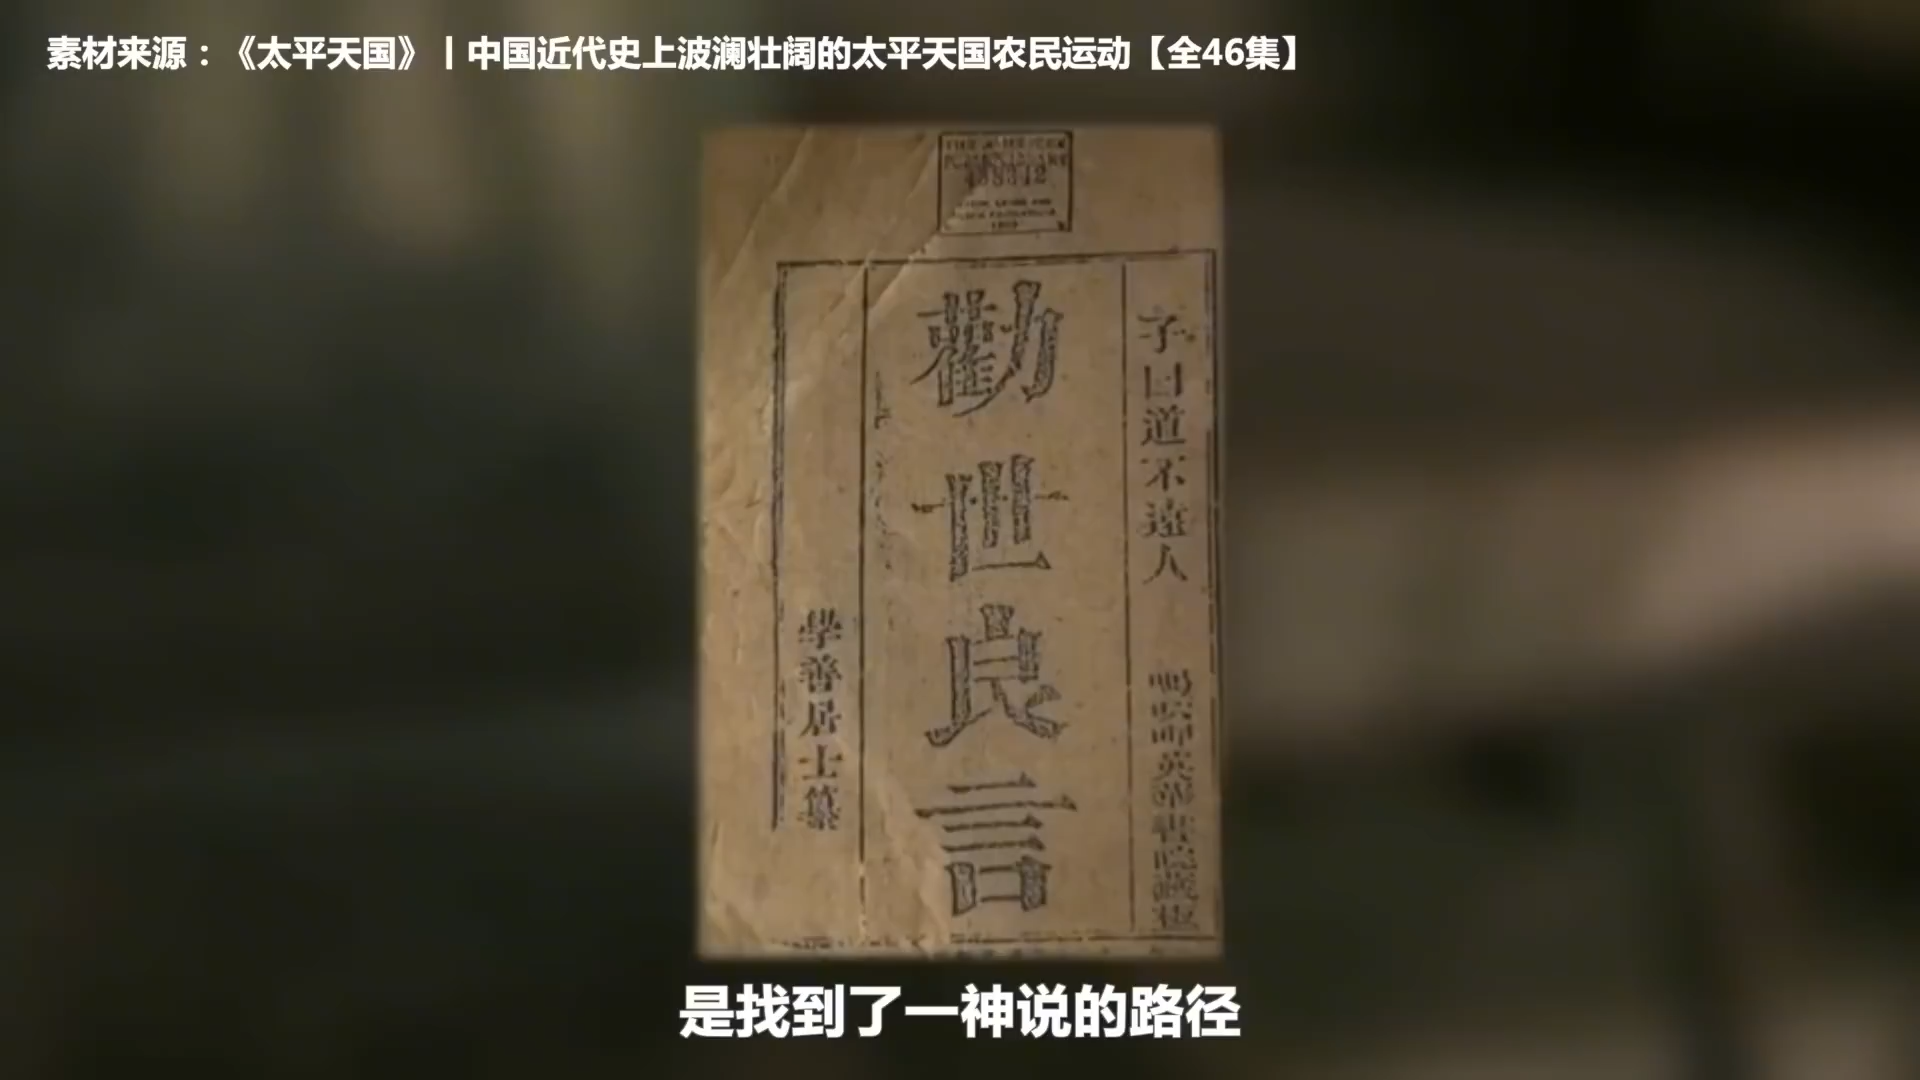 素材来源：《太平天国》丨中国近代史上波澜壮阔的太平天国农民运动【全46集】
子曰道不遠人
勸世良言
學善居士纂
是找到了一神说的路径